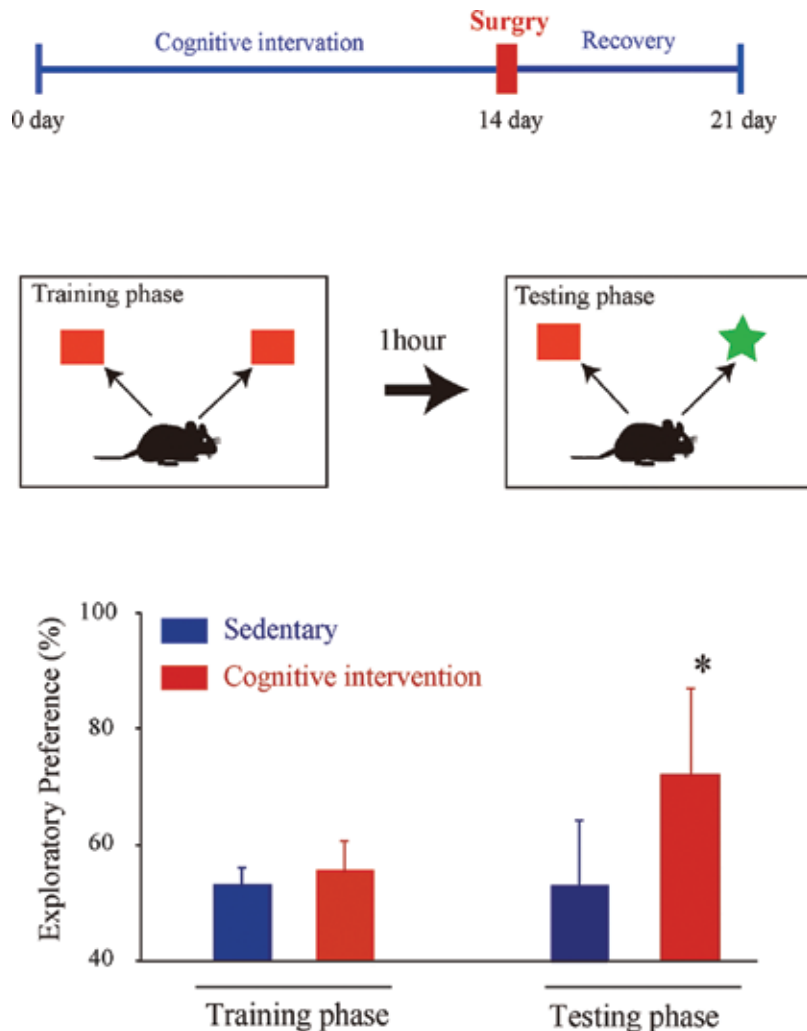 Surgry
Cognitive intervation
Recovery
0 day
14 day
21 day
Training phase
1hour
Testing phase
100
80
60
40
Exploratory Preference (%)
Sedentary
Cognitive intervention
*
Training phase
Testing phase